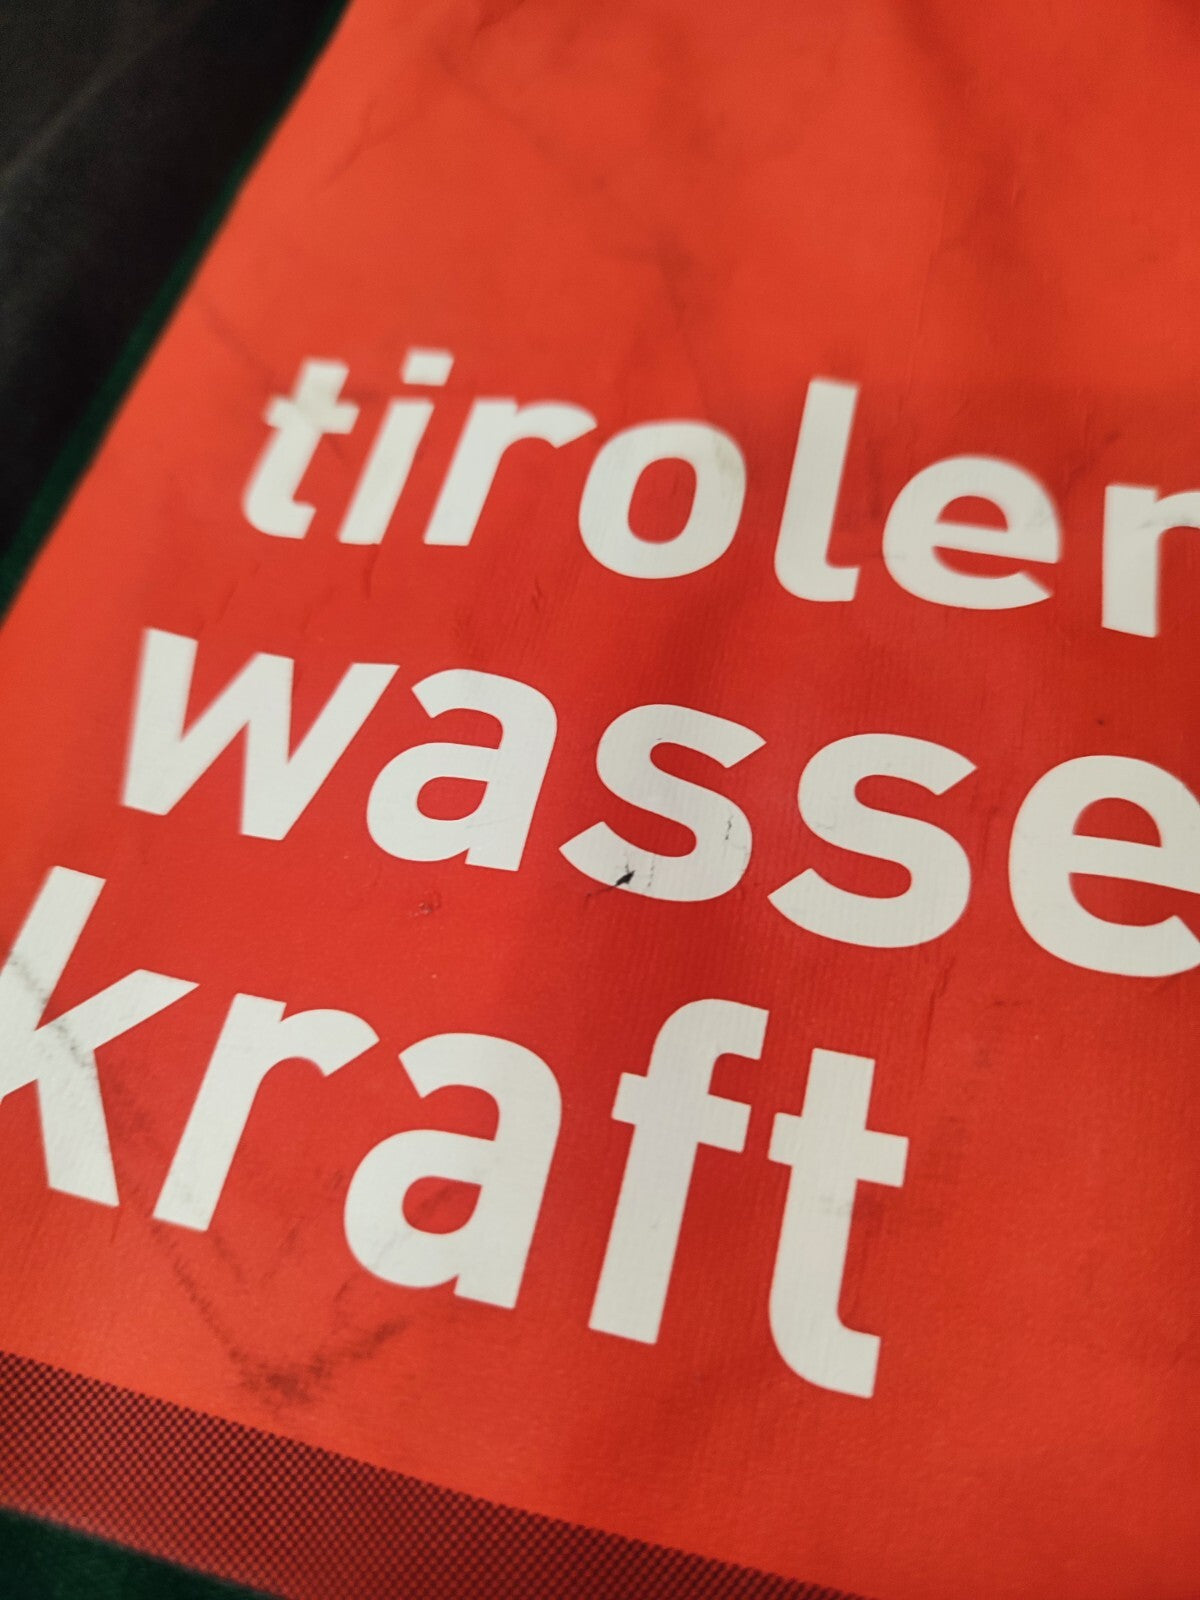 tiroler
wasse
kraft